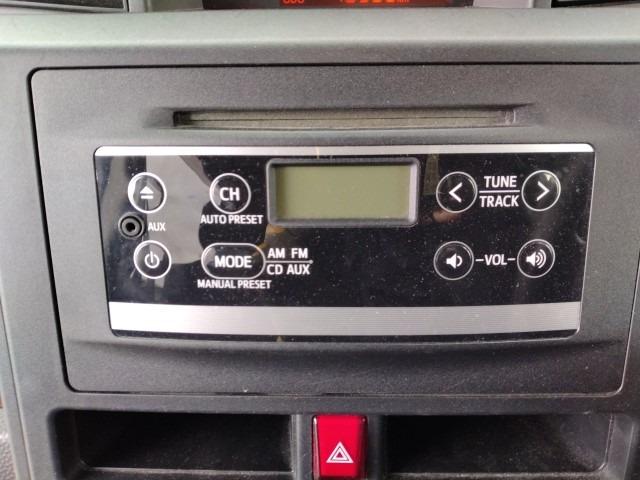 CH
TUNE
TRACK
AUTO PRESET
AUX
MODE
AM FM
CD AUX
-VOL-
MANUAL PRESET